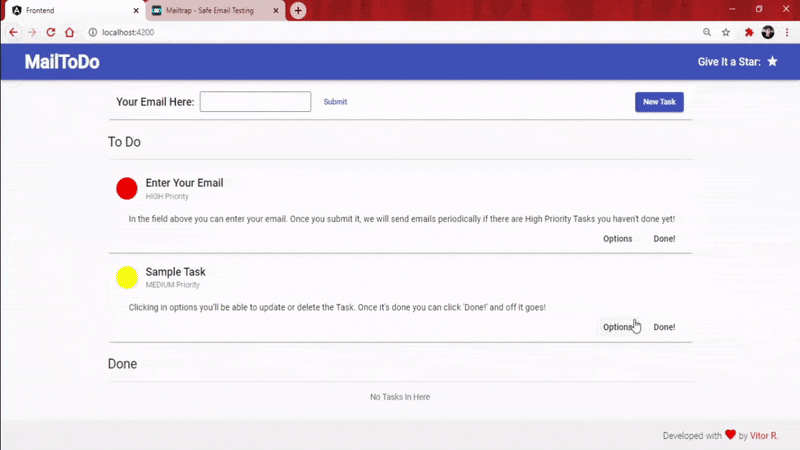 Frontend
Mailtrap - Safe Email Testing
localhost:4200
MailToDo
Give It a Star:
Your Email Here:
Submit
New Task
To Do
Enter Your Email
HIGH Priority
In the field above you can enter your email. Once you submit it, we will send emails periodically if there are High Priority Tasks you haven't done yet!
Options Done!
Sample Task
MEDIUM Priority
Clicking in options you'll be able to update or delete the Task. Once it's done you can click 'Done!' and off it goes!
Options Done!
Done
No Tasks In Here
Developed with by Vitor R.